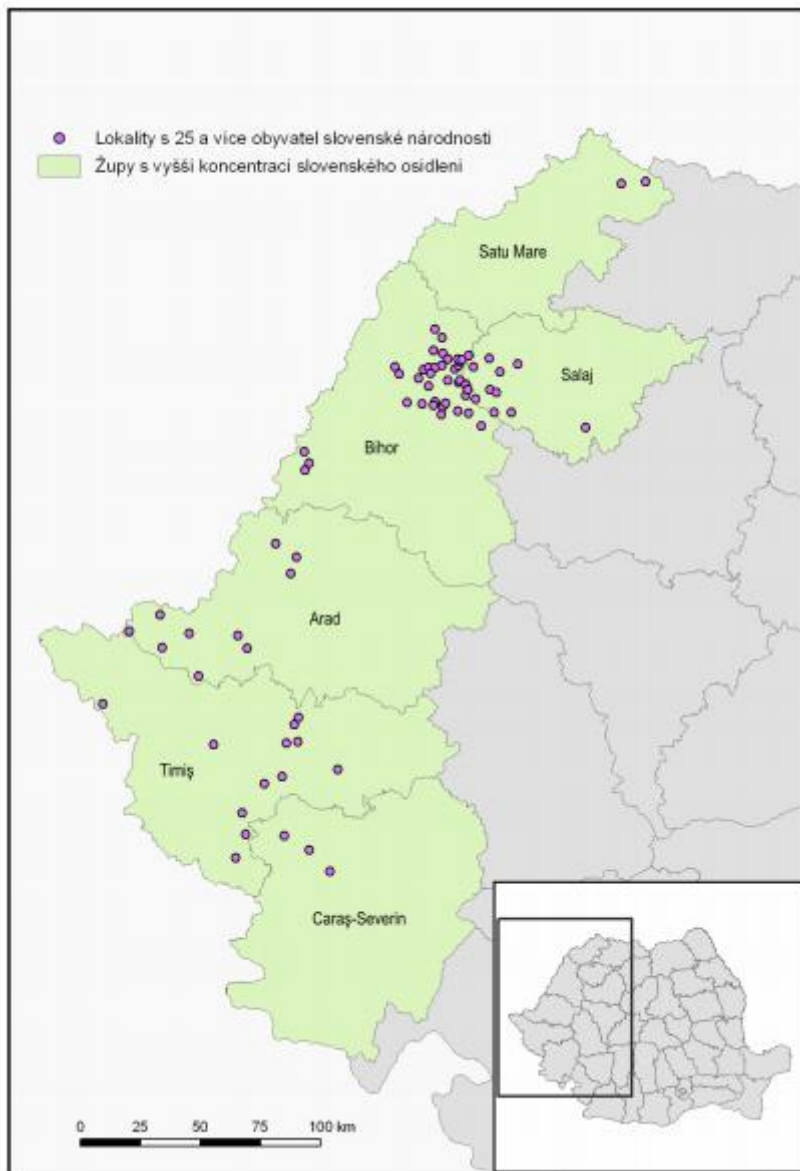 Lokality s 25 a více obyvatel slovenské národnosti
Župy s vyšší koncentrací slovenského osídlení
Satu Mare
Salaj
Bihor
Arad
Timiş
Caraş-Severin
0 25 50 75 100 km